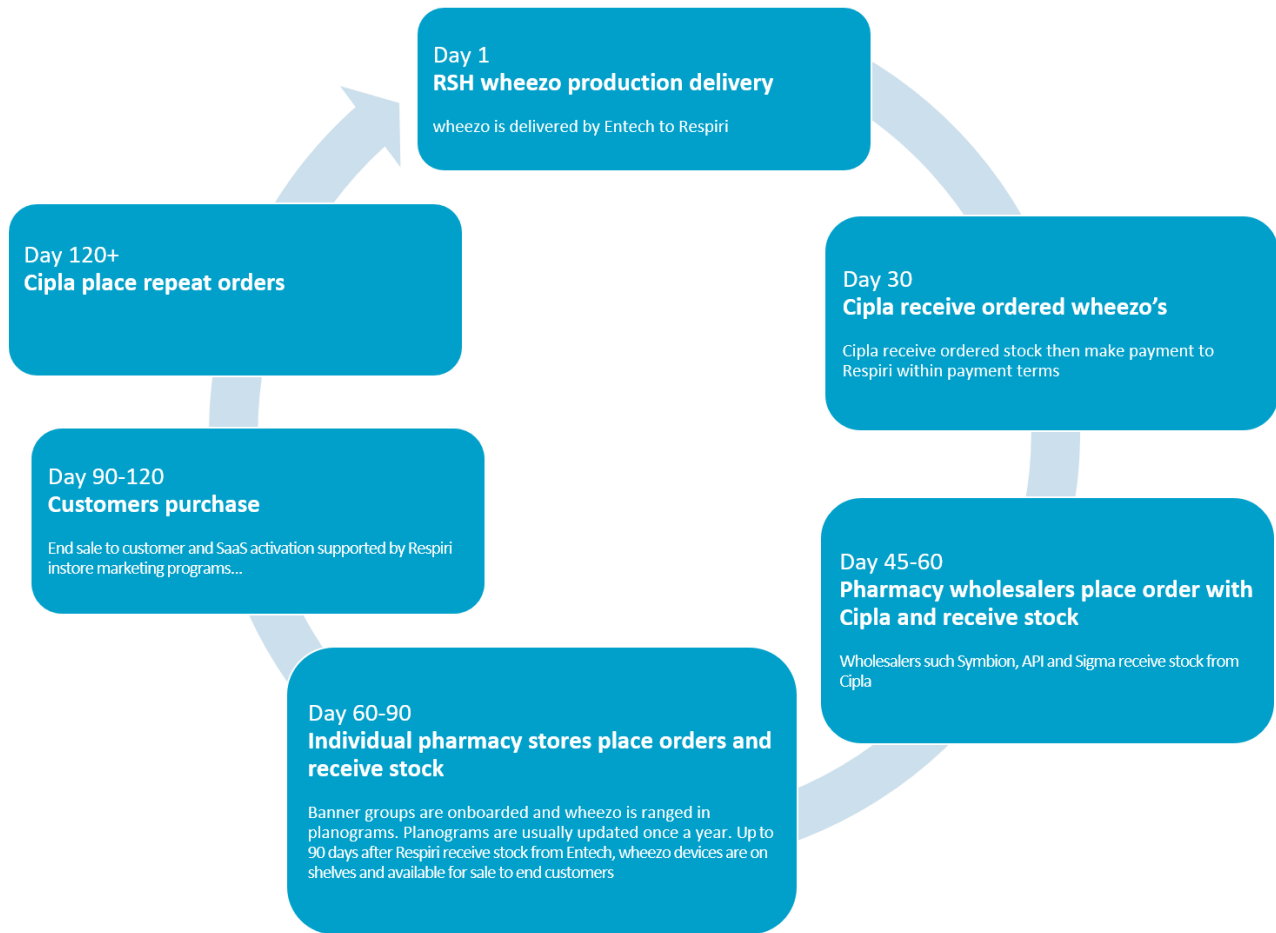 Day 1
RSH wheezo production delivery
wheezo is delivered by Entech to Respiri
Day 30
Cipla receive ordered wheezo’s
Cipla receive ordered stock then make payment to
Respiri within payment terms
Day 45-60
Pharmacy wholesalers place order with
Cipla and receive stock
Wholesalers such Symbion, API and Sigma receive stock from
Cipla
Day 60-90
Individual pharmacy stores place orders and
receive stock
Banner groups are onboarded and wheezo is ranged in
planograms. Planograms are usually updated once a year. Up to
90 days after Respiri receive stock from Entech, wheezo devices are on
shelves and available for sale to end customers
Day 90-120
Customers purchase
End sale to customer and SaaS activation supported by Respiri
instore marketing programs...
Day 120+
Cipla place repeat orders